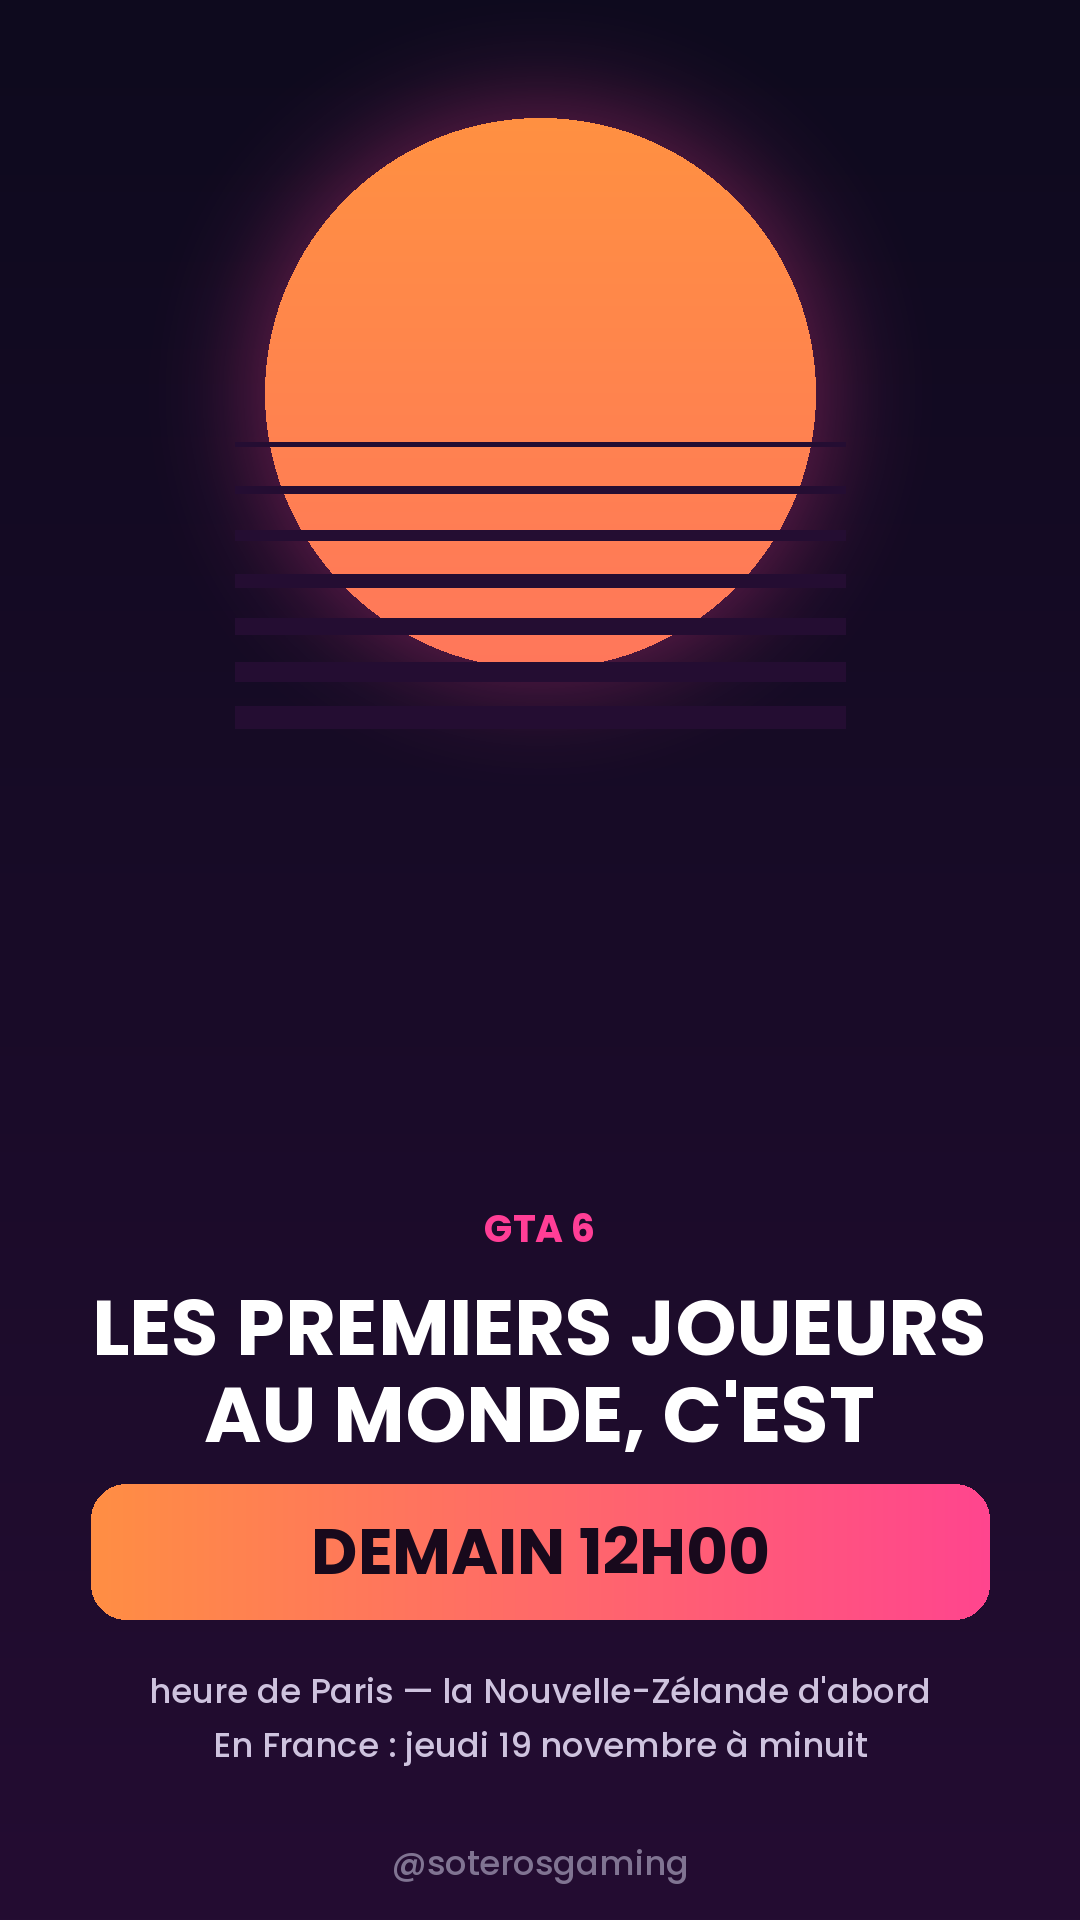 GTA 6
LES PREMIERS JOUEURS
AU MONDE, C'EST
DEMAIN 12H00
heure de Paris — la Nouvelle-Zélande d'abord
En France : jeudi 19 novembre à minuit
@soterosgaming